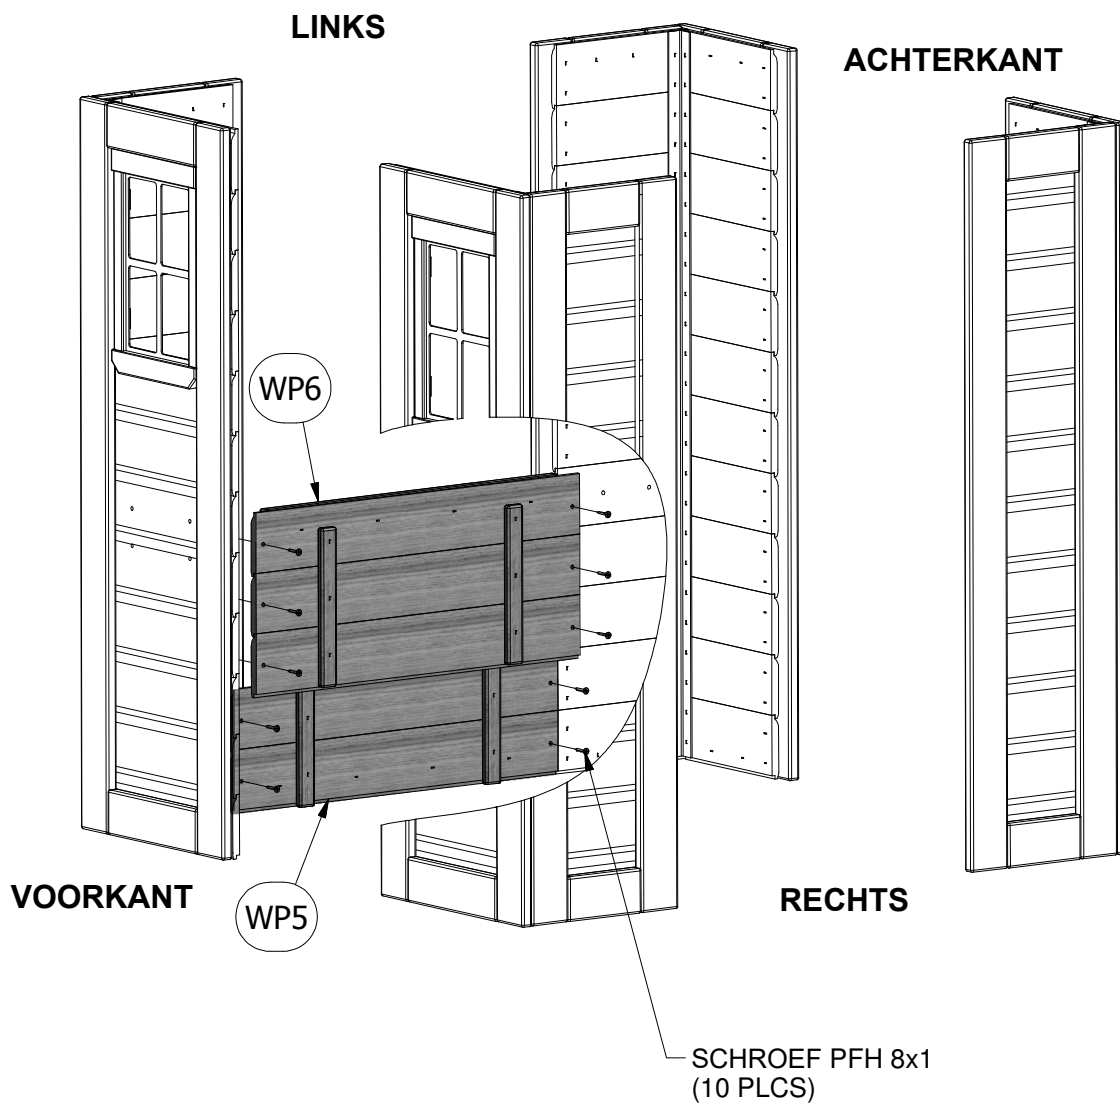 LINKS
ACHTERKANT
WP6
VOORKANT
WP5
RECHTS
SCHROEF PFH 8x1
(10 PLCS)